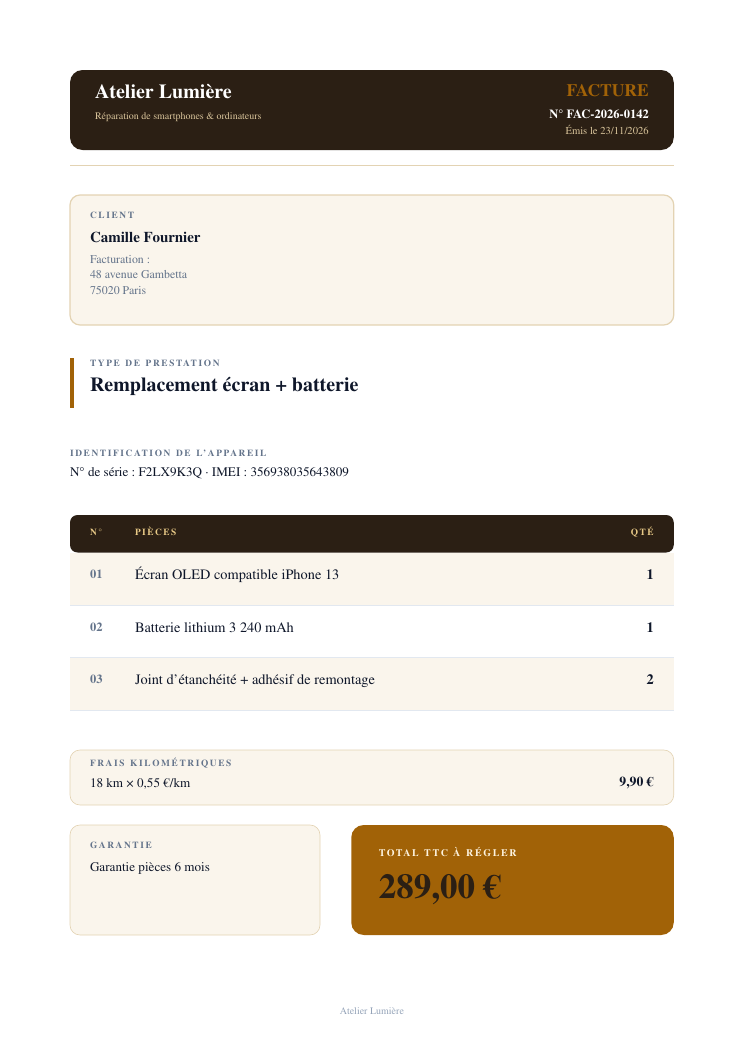 Atelier Lumière
Réparation de smartphones & ordinateurs
FACTURE
N° FAC-2026-0142
Émis le 23/11/2026
CLIENT
Camille Fournier
Facturation :
48 avenue Gambetta
75020 Paris
TYPE DE PRESTATION
Remplacement écran + batterie
IDENTIFICATION DE L’APPAREIL
N° de série : F2LX9K3Q · IMEI : 356938035643809
N° PIÈCES QTÉ
01 Écran OLED compatible iPhone 13 1
02 Batterie lithium 3 240 mAh 1
03 Joint d’étanchéité + adhésif de remontage 2
FRAIS KILOMÉTRIQUES
18 km × 0,55 €/km 9,90 €
GARANTIE
Garantie pièces 6 mois
TOTAL TTC À RÉGLER
289,00 €
Atelier Lumière